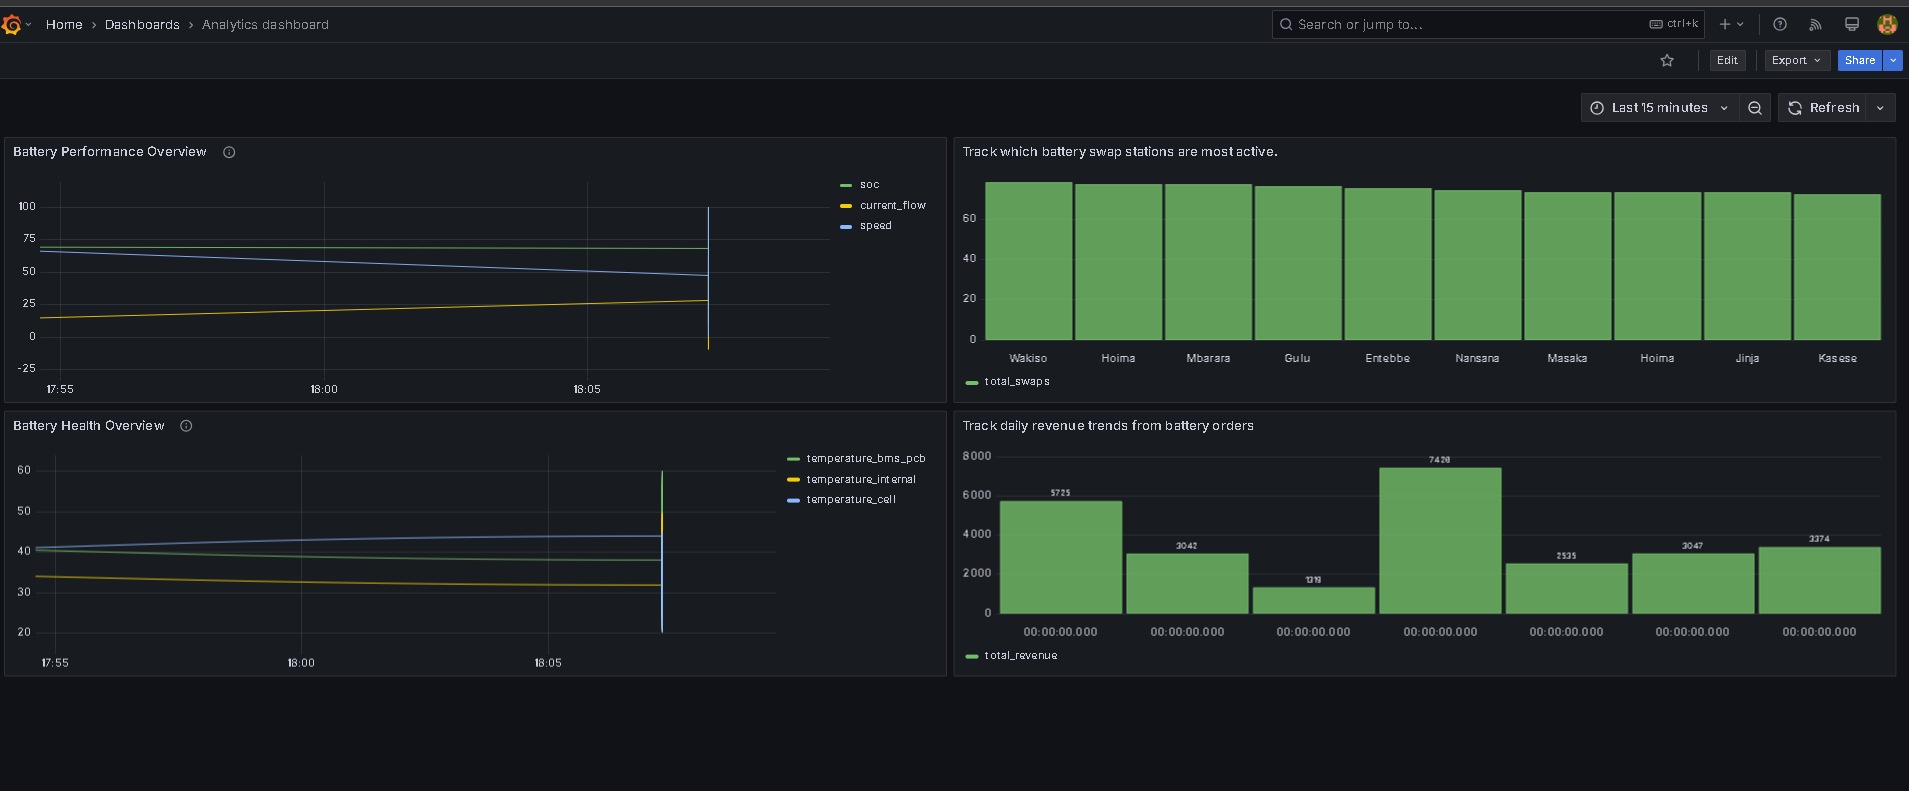 Home › Dashboards › Analytics dashboard
Search or jump to...
ctrl+k
Edit
Export
Share
Last 15 minutes
Refresh
Battery Performance Overview
100
75
50
25
0
-25
17:55
18:00
18:05
soc
current_flow
speed
Track which battery swap stations are most active.
60
40
20
0
Wakiso
Hoima
Mbarara
Gulu
Entebbe
Nansana
Masaka
Hoima
Jinja
Kasese
total_swaps
Battery Health Overview
60
50
40
30
20
17:55
18:00
18:05
temperature_bms_pcb
temperature_internal
temperature_cell
Track daily revenue trends from battery orders
8000
6000
4000
2000
0
5725
3042
1319
7420
2535
3047
3374
00:00:00.000
00:00:00.000
00:00:00.000
00:00:00.000
00:00:00.000
00:00:00.000
00:00:00.000
total_revenue